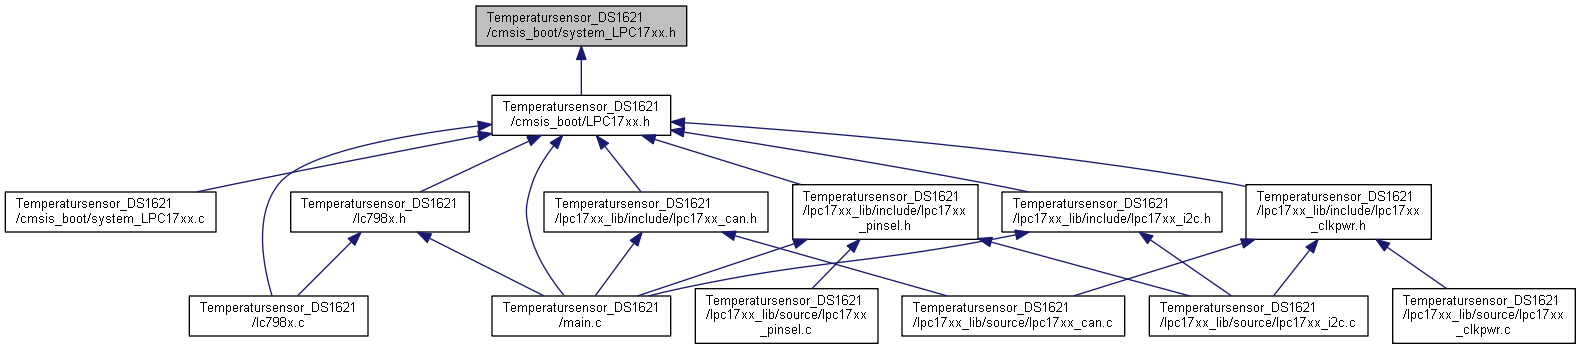 Temperatursensor_DS1621
/cmsis_boot/system_LPC17xx.h
Temperatursensor_DS1621
/cmsis_boot/LPC17xx.h
Temperatursensor_DS1621
/cmsis_boot/system_LPC17xx.c
Temperatursensor_DS1621
/lc798x.h
Temperatursensor_DS1621
/lpc17xx_lib/include/lpc17xx_can.h
Temperatursensor_DS1621
/lpc17xx_lib/include/lpc17xx
_pinsel.h
Temperatursensor_DS1621
/lpc17xx_lib/include/lpc17xx_i2c.h
Temperatursensor_DS1621
/lpc17xx_lib/include/lpc17xx
_clkpwr.h
Temperatursensor_DS1621
/lc798x.c
Temperatursensor_DS1621
/main.c
Temperatursensor_DS1621
/lpc17xx_lib/source/lpc17xx
_pinsel.c
Temperatursensor_DS1621
/lpc17xx_lib/source/lpc17xx_can.c
Temperatursensor_DS1621
/lpc17xx_lib/source/lpc17xx_i2c.c
Temperatursensor_DS1621
/lpc17xx_lib/source/lpc17xx
_clkpwr.c